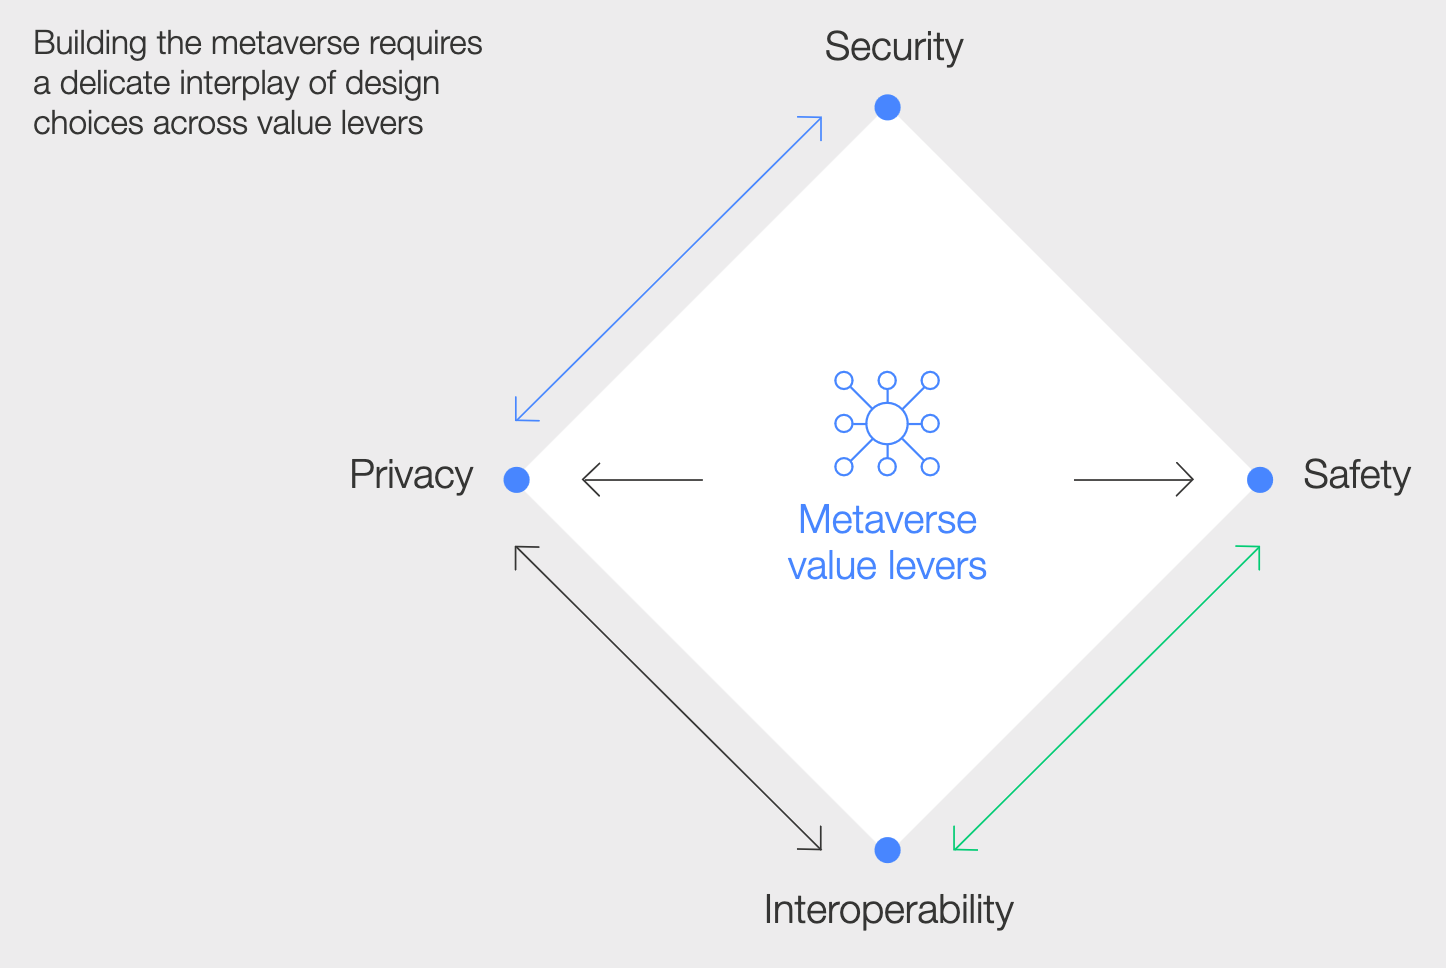 Building the metaverse requires
a delicate interplay of design
choices across value levers
Security
Privacy
Safety
Metaverse
value levers
Interoperability